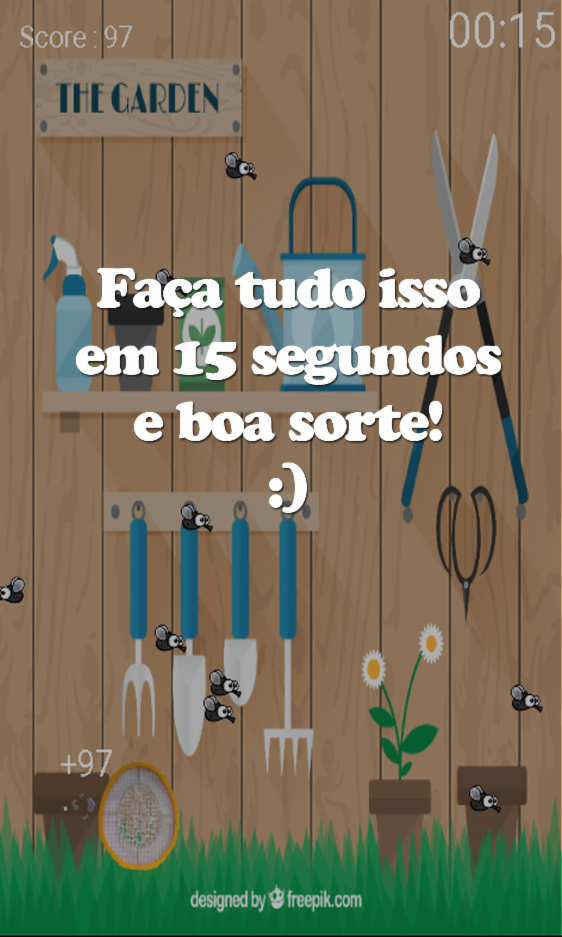 Score : 97
00:15
THE GARDEN
Faça tudo isso
em 15 segundos
e boa sorte!
:)
+97
designed by freepik.com